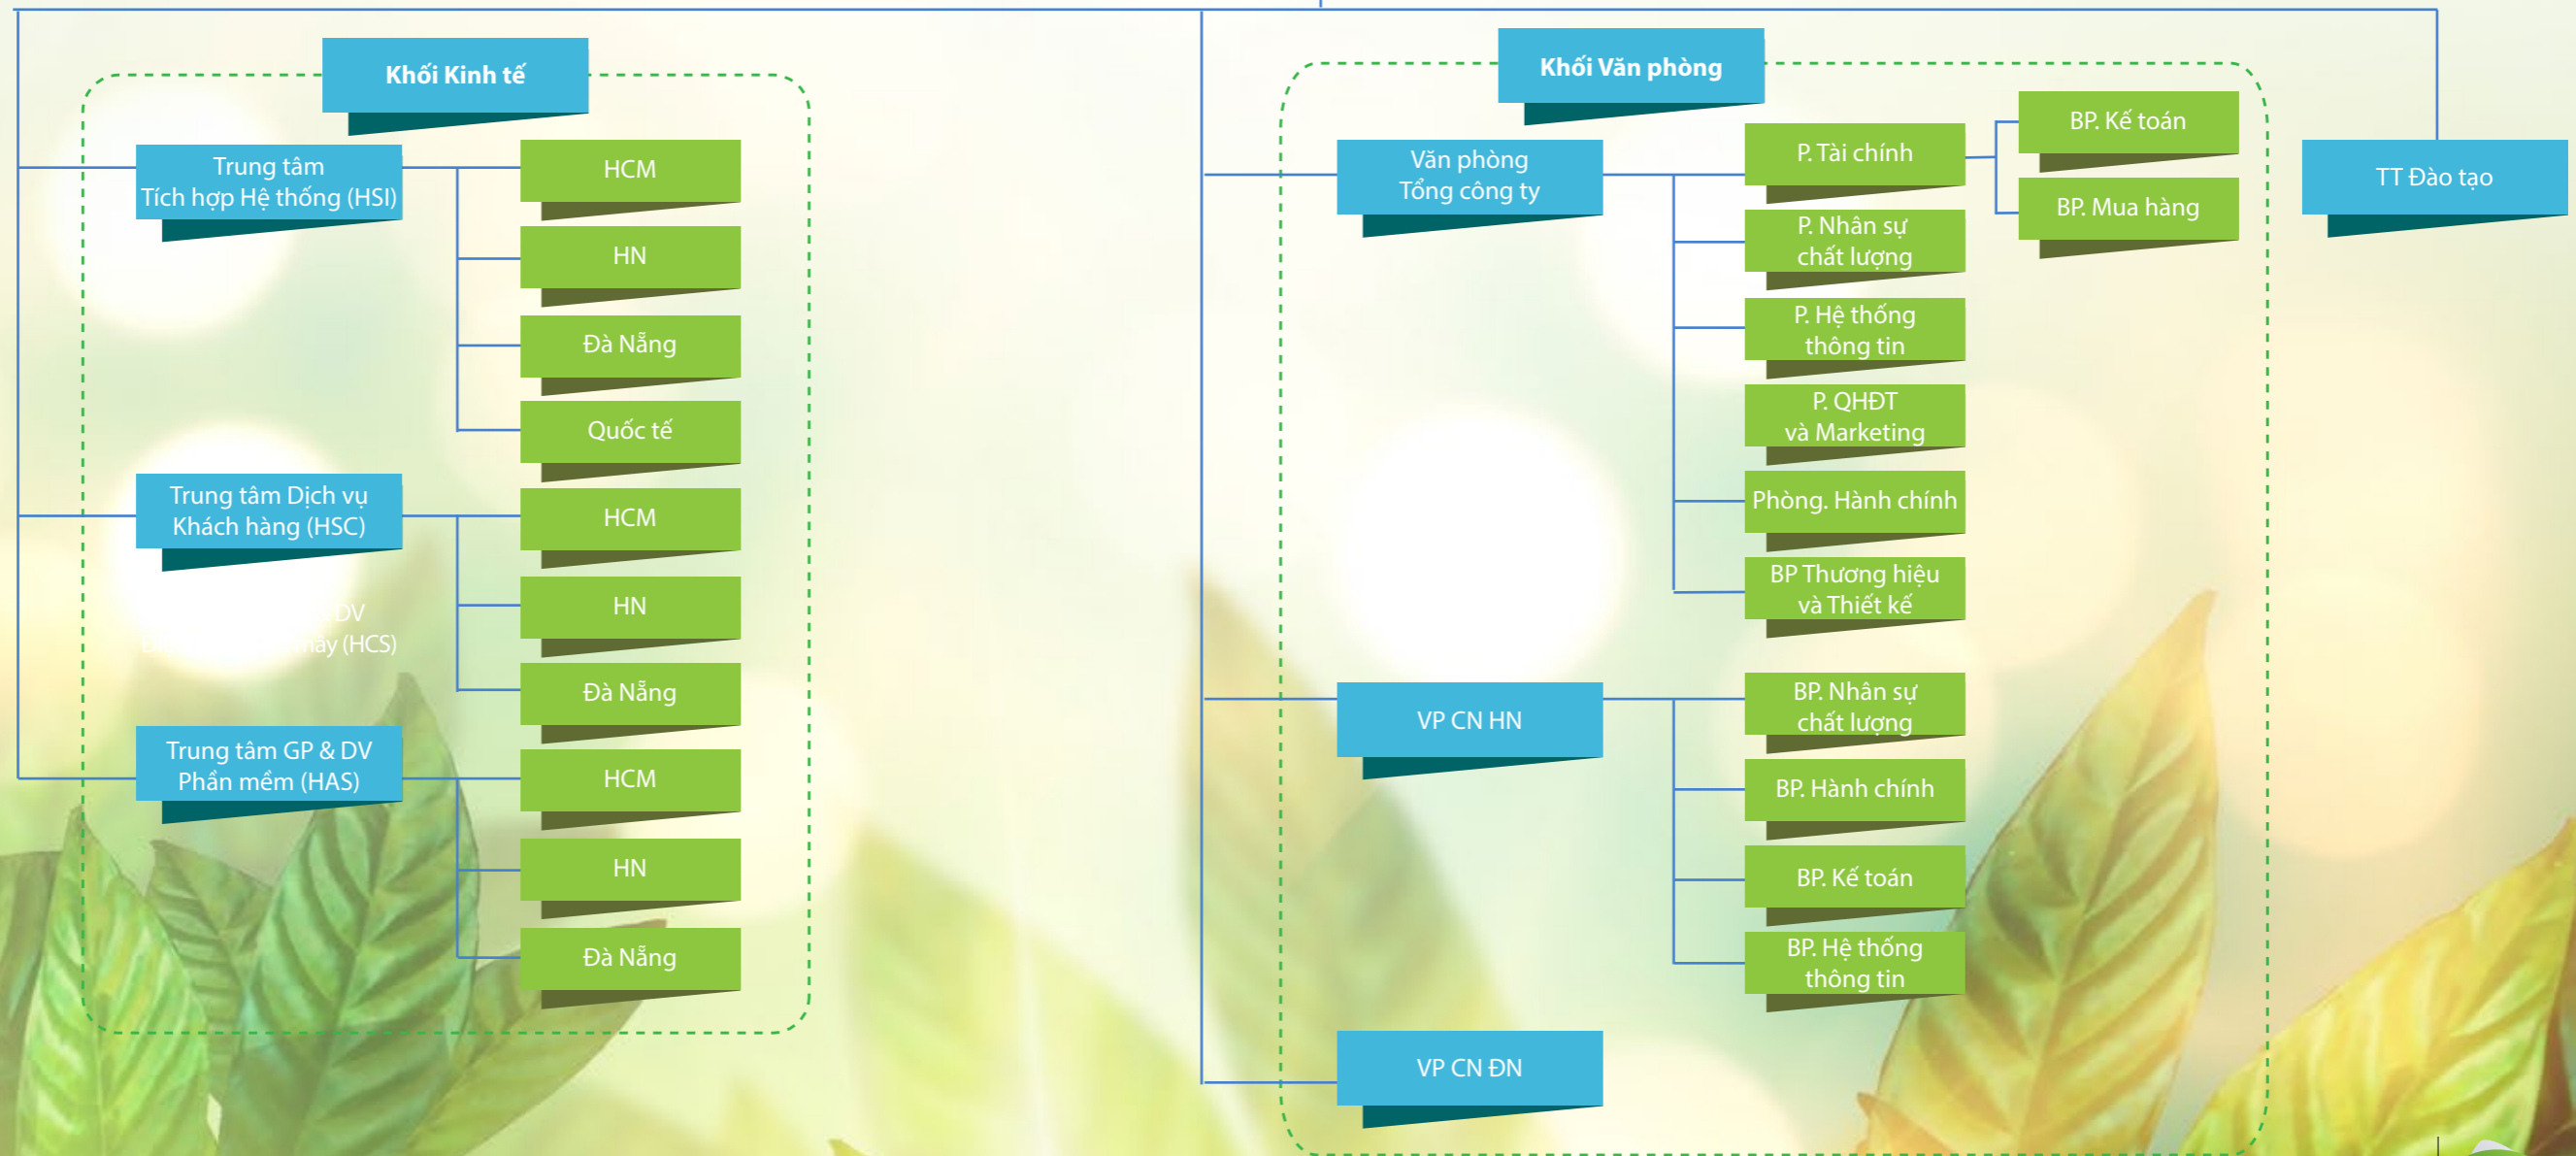 Khối Kinh tế
Trung tâm
Tích hợp Hệ thống (HSI)
HCM
HN
Đà Nẵng
Quốc tế
Trung tâm Dịch vụ
Khách hàng (HSC)
HCM
HN
Đà Nẵng
DV
máy (HCS)
Trung tâm GP & DV
Phần mềm (HAS)
HCM
HN
Đà Nẵng
Khối Văn phòng
Văn phòng
Tổng công ty
P. Tài chính
BP. Kế toán
BP. Mua hàng
P. Nhân sự
chất lượng
P. Hệ thống
thông tin
P. QHĐT
và Marketing
Phòng. Hành chính
BP Thương hiệu
và Thiết kế
VP CN HN
BP. Nhân sự
chất lượng
BP. Hành chính
BP. Kế toán
BP. Hệ thống
thông tin
VP CN ĐN
TT Đào tạo